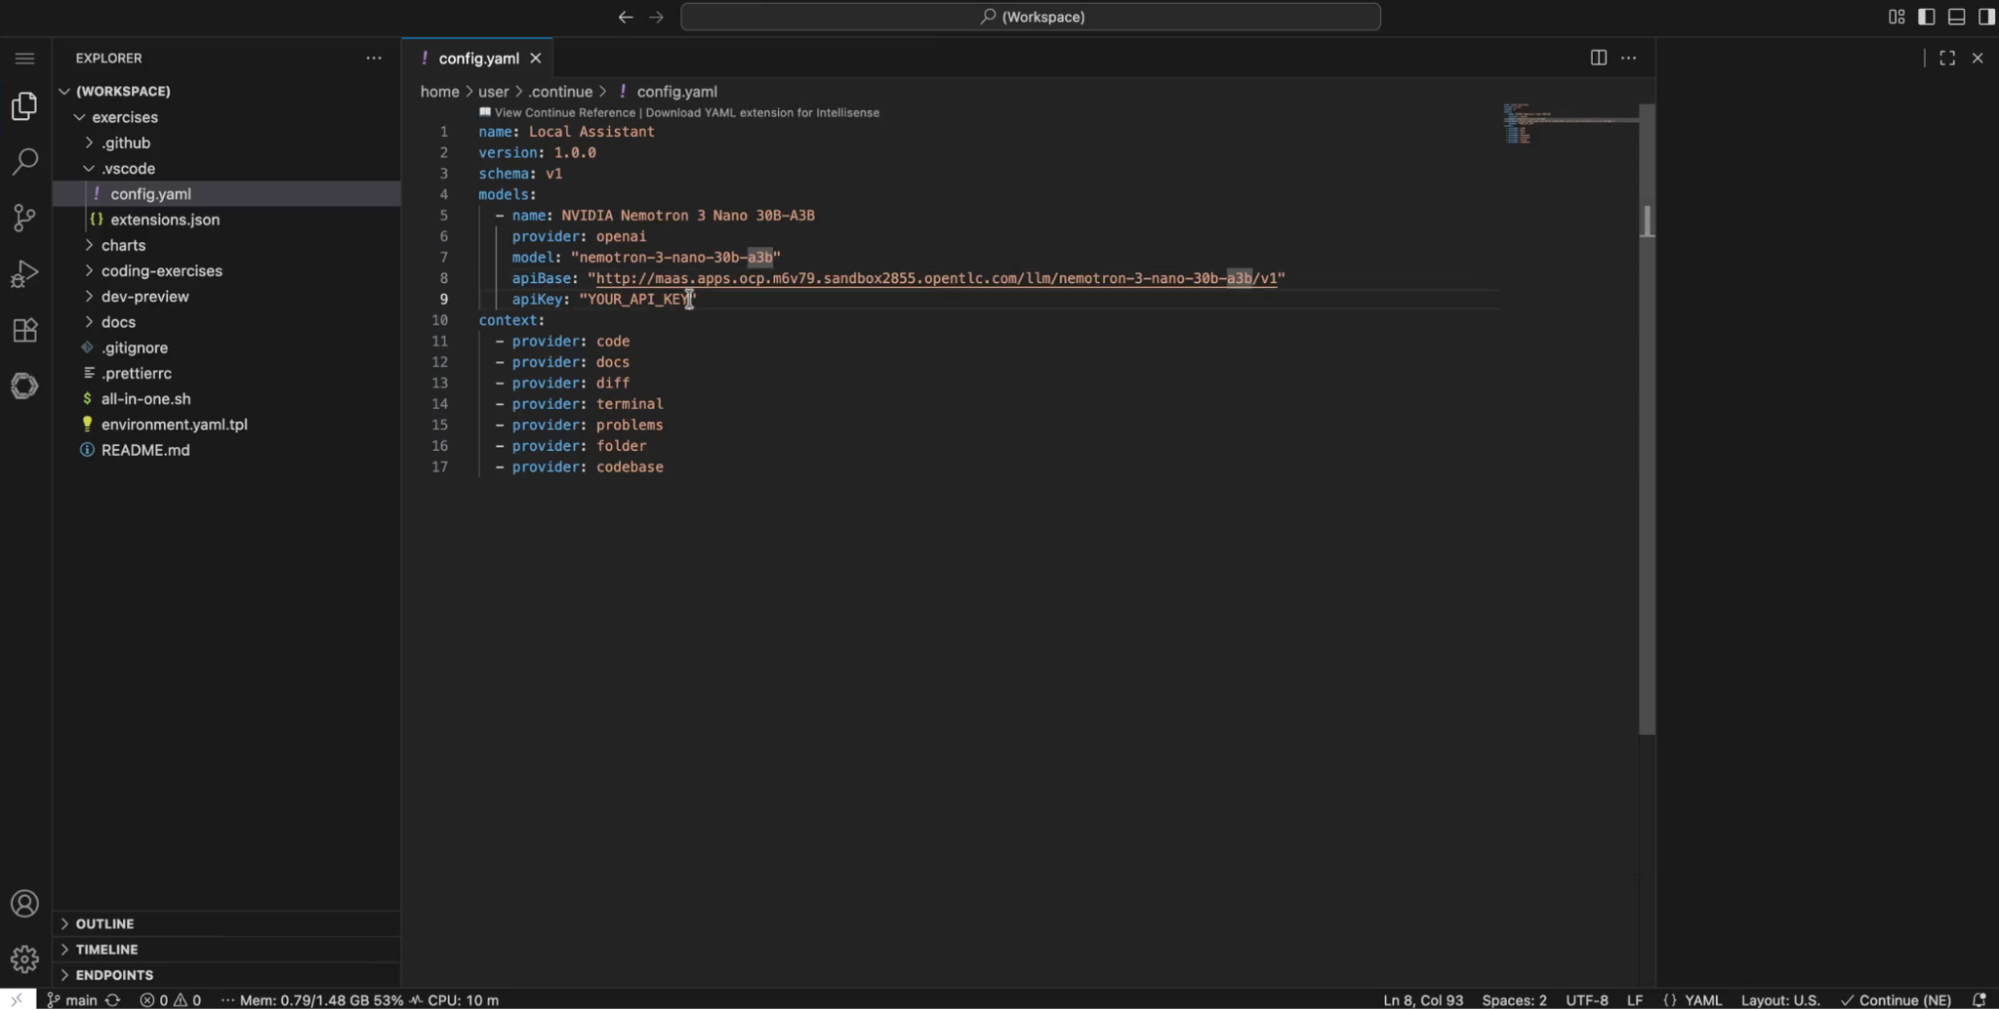 (Workspace)
EXPLORER
(WORKSPACE)
exercises
.github
.vscode
config.yaml
extensions.json
charts
coding-exercises
dev-preview
docs
.gitignore
.prettierrc
all-in-one.sh
environment.yaml.tpl
README.md
OUTLINE
TIMELINE
ENDPOINTS
config.yaml
home > user > .continue > ! config.yaml
View Continue Reference | Download YAML extension for Intellisense
1 name: Local Assistant
2 version: 1.0.0
3 schema: v1
4 models:
5 - name: NVIDIA Nemotron 3 Nano 30B-A3B
6 provider: openai
7 model: "nemotron-3-nano-30b-a3b"
8 apiBase: "http://maas.apps.ocp.m6v79.sandbox2855.opentlc.com/llm/nemotron-3-nano-30b-a3b/v1"
9 apiKey: "YOUR_API_KEY"
10 context:
11 - provider: code
12 - provider: docs
13 - provider: diff
14 - provider: terminal
15 - provider: problems
16 - provider: folder
17 - provider: codebase
main 0 0 ··· Mem: 0.79/1.48 GB 53% CPU: 10 m
Ln 8, Col 93 Spaces: 2 UTF-8 LF {} YAML Layout: U.S. Continue (NE)